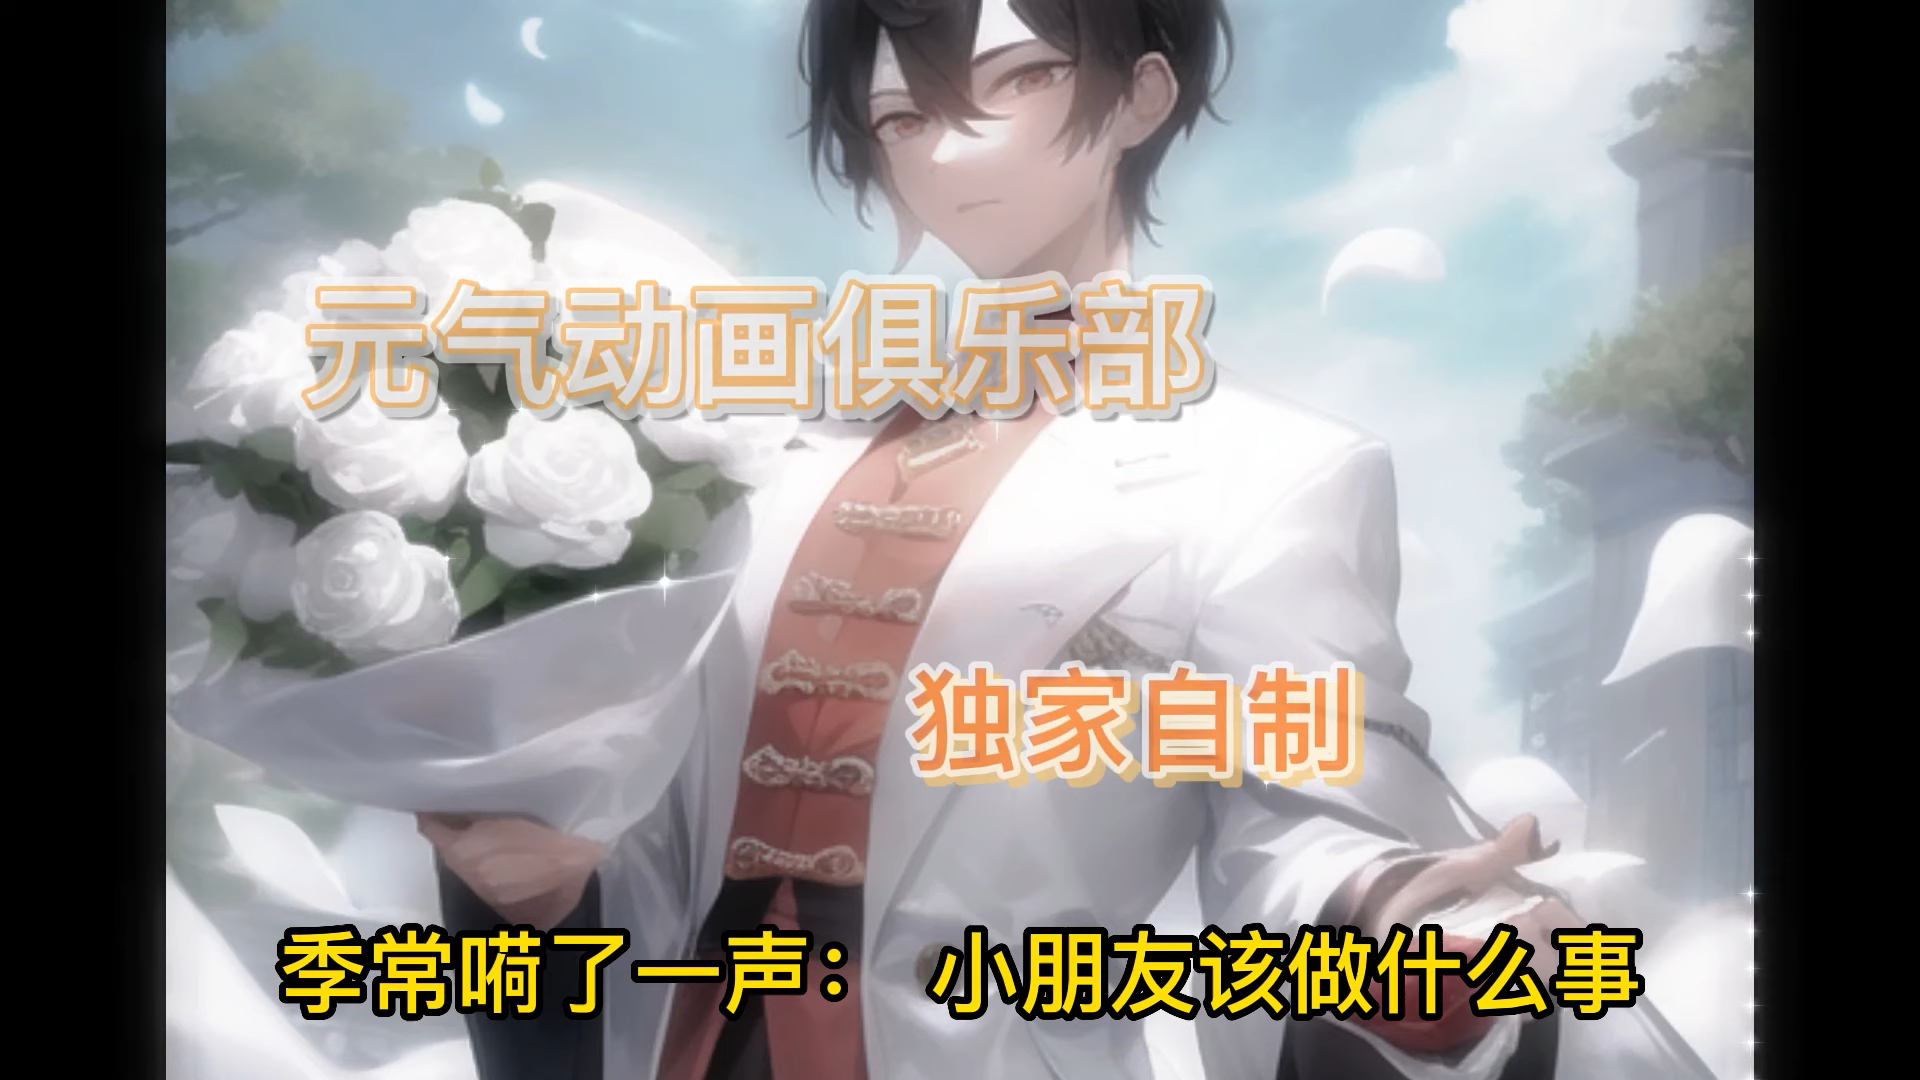 元气动画俱乐部
独家自制
季常嗬了一声： 小朋友该做什么事